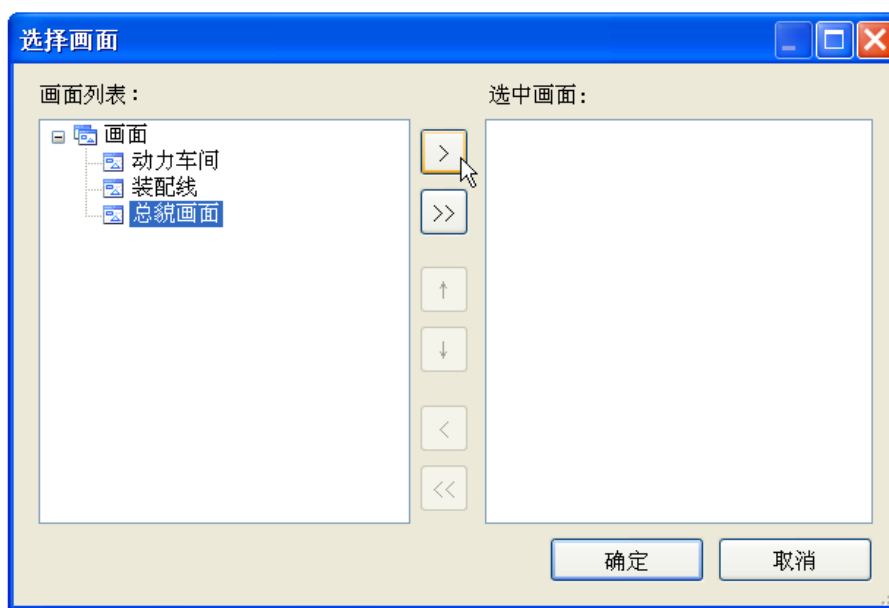 选择画面
画面列表：
选中画面：
画面
动力车间
装配线
总貌画面
>
>>
↑
↓
<
<<
确定
取消